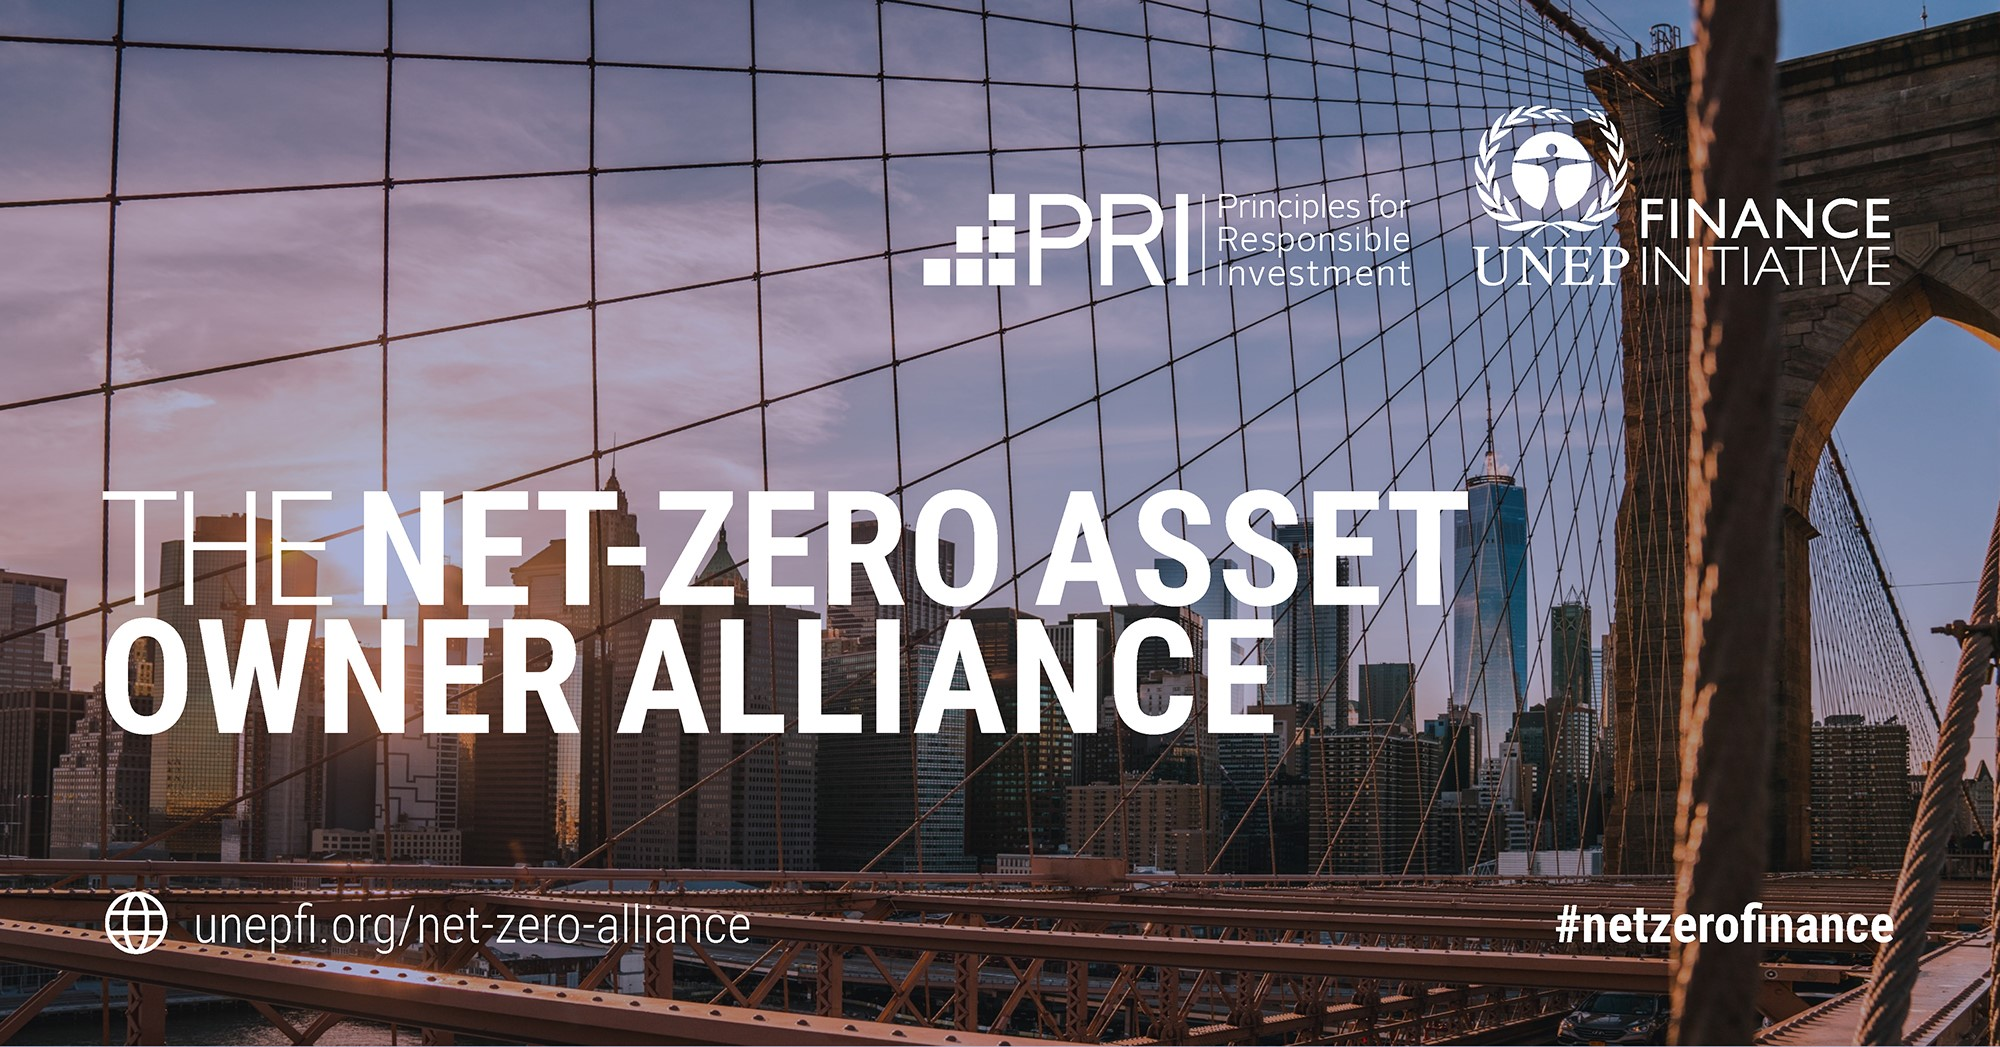 PRI
Principles for
Responsible
Investment
UNEP
FINANCE
INITIATIVE
THE NET-ZERO ASSET
OWNER ALLIANCE
unepfi.org/net-zero-alliance
#netzerofinance